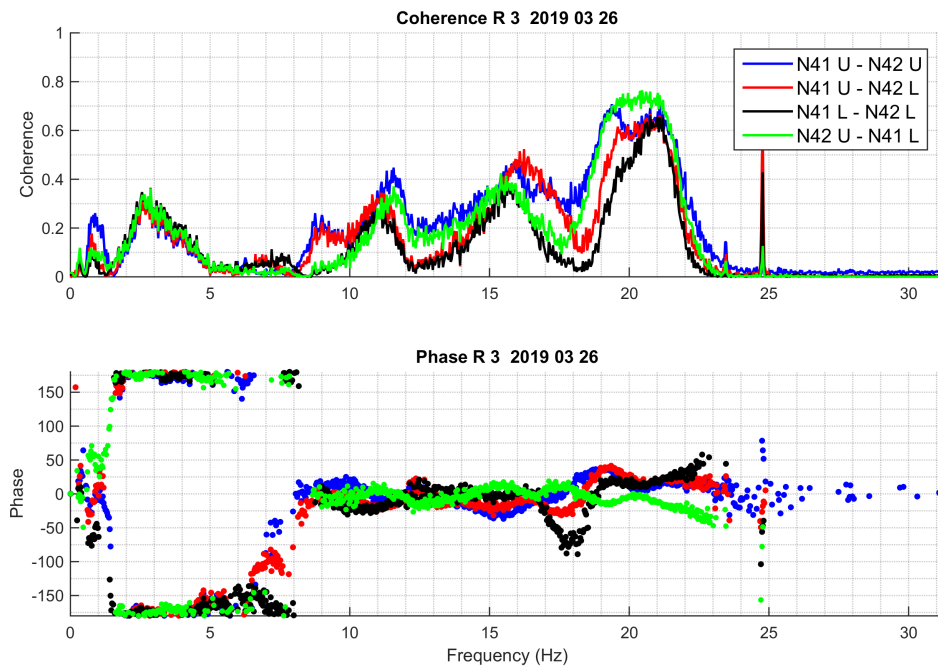 Coherence R 3 2019 03 26
1
0.8
0.6
0.4
0.2
0
Coherence
N41 U - N42 U
N41 U - N42 L
N41 L - N42 L
N42 U - N41 L
0 5 10 15 20 25 30
Phase R 3 2019 03 26
150
100
50
0
-50
-100
-150
Phase
0 5 10 15 20 25 30
Frequency (Hz)